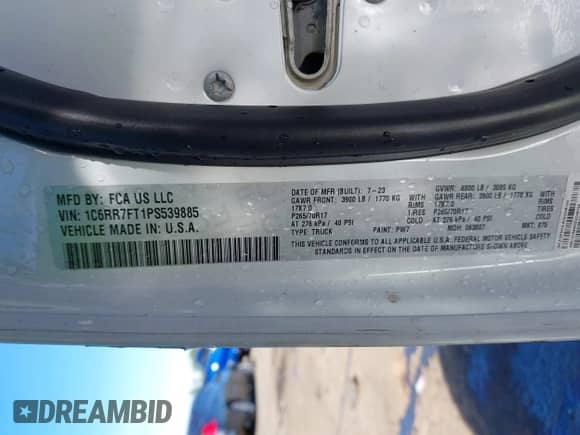 MFD BY: FCA US LLC
VIN: 1C6RR7FT1PS539885
VEHICLE MADE IN: U.S.A.
DATE OF MFR (BUILT): 7-23
GAWR FRONT: 3900 LB / 1770 KG
17X7.0
P265/70R17
AT 276 kPa / 40 PSI
TYPE: TRUCK
PAINT: PW7
GVWR: 6800 LB / 3085 KG
GAWR REAR: 3900 LB / 1770 KG
WITH
RIMS 17X7.0
TIRES P265/70R17
COLD AT 276 kPa / 40 PSI
WITH
RIMS
TIRES
COLD
MDH:
MKT:
THIS VEHICLE CONFORMS TO ALL APPLICABLE U.S.A. FEDERAL MOTOR VEHICLE SAFETY
STANDARDS IN EFFECT ON THE DATE OF MANUFACTURE SHOWN ABOVE.
DREAMBID